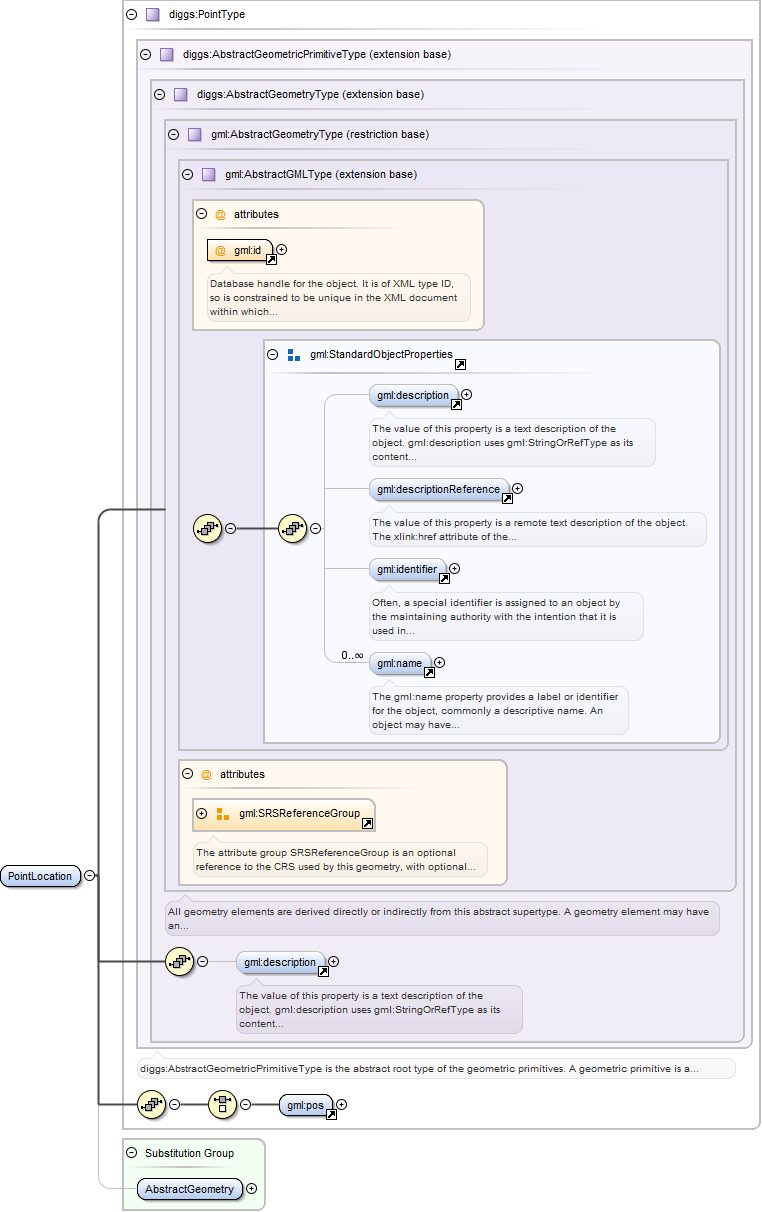 diggs:PointType
diggs:AbstractGeometricPrimitiveType (extension base)
diggs:AbstractGeometryType (extension base)
gml:AbstractGeometryType (restriction base)
gml:AbstractGMLType (extension base)
@ attributes
@ gml:id
Database handle for the object. It is of XML type ID,
so is constrained to be unique in the XML document
within which...
gml:StandardObjectProperties
gml:description
The value of this property is a text description of the
object. gml:description uses gml:StringOrRefType as its
content...
gml:descriptionReference
The value of this property is a remote text description of the object.
The xlink:href attribute of the...
gml:identifier
Often, a special identifier is assigned to an object by
the maintaining authority with the intention that it is
used in...
0..∞
gml:name
The gml:name property provides a label or identifier
for the object, commonly a descriptive name. An
object may have...
@ attributes
gml:SRSReferenceGroup
The attribute group SRSReferenceGroup is an optional
reference to the CRS used by this geometry, with optional...
PointLocation
All geometry elements are derived directly or indirectly from this abstract supertype. A geometry element may have
an...
gml:description
The value of this property is a text description of the
object. gml:description uses gml:StringOrRefType as its
content...
diggs:AbstractGeometricPrimitiveType is the abstract root type of the geometric primitives. A geometric primitive is a...
gml:pos
Substitution Group
AbstractGeometry